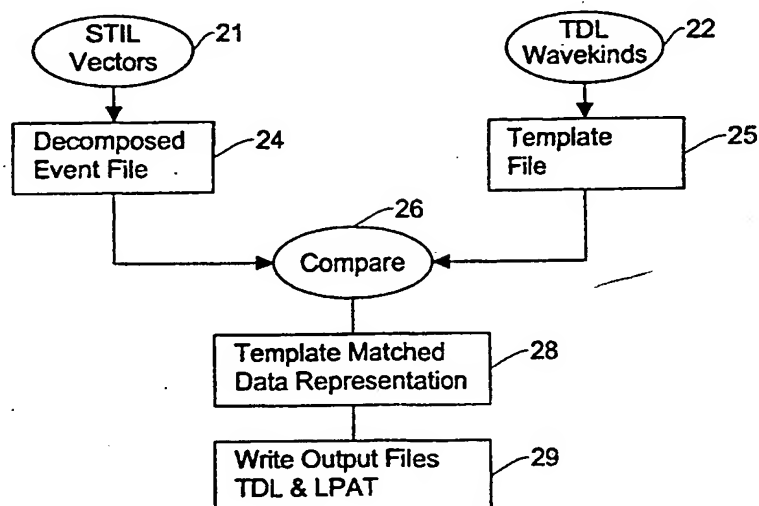 STIL
Vectors
21
TDL
Wavekinds
22
Decomposed
Event File
24
Template
File
25
26
Compare
Template Matched
Data Representation
28
Write Output Files
TDL & LPAT
29